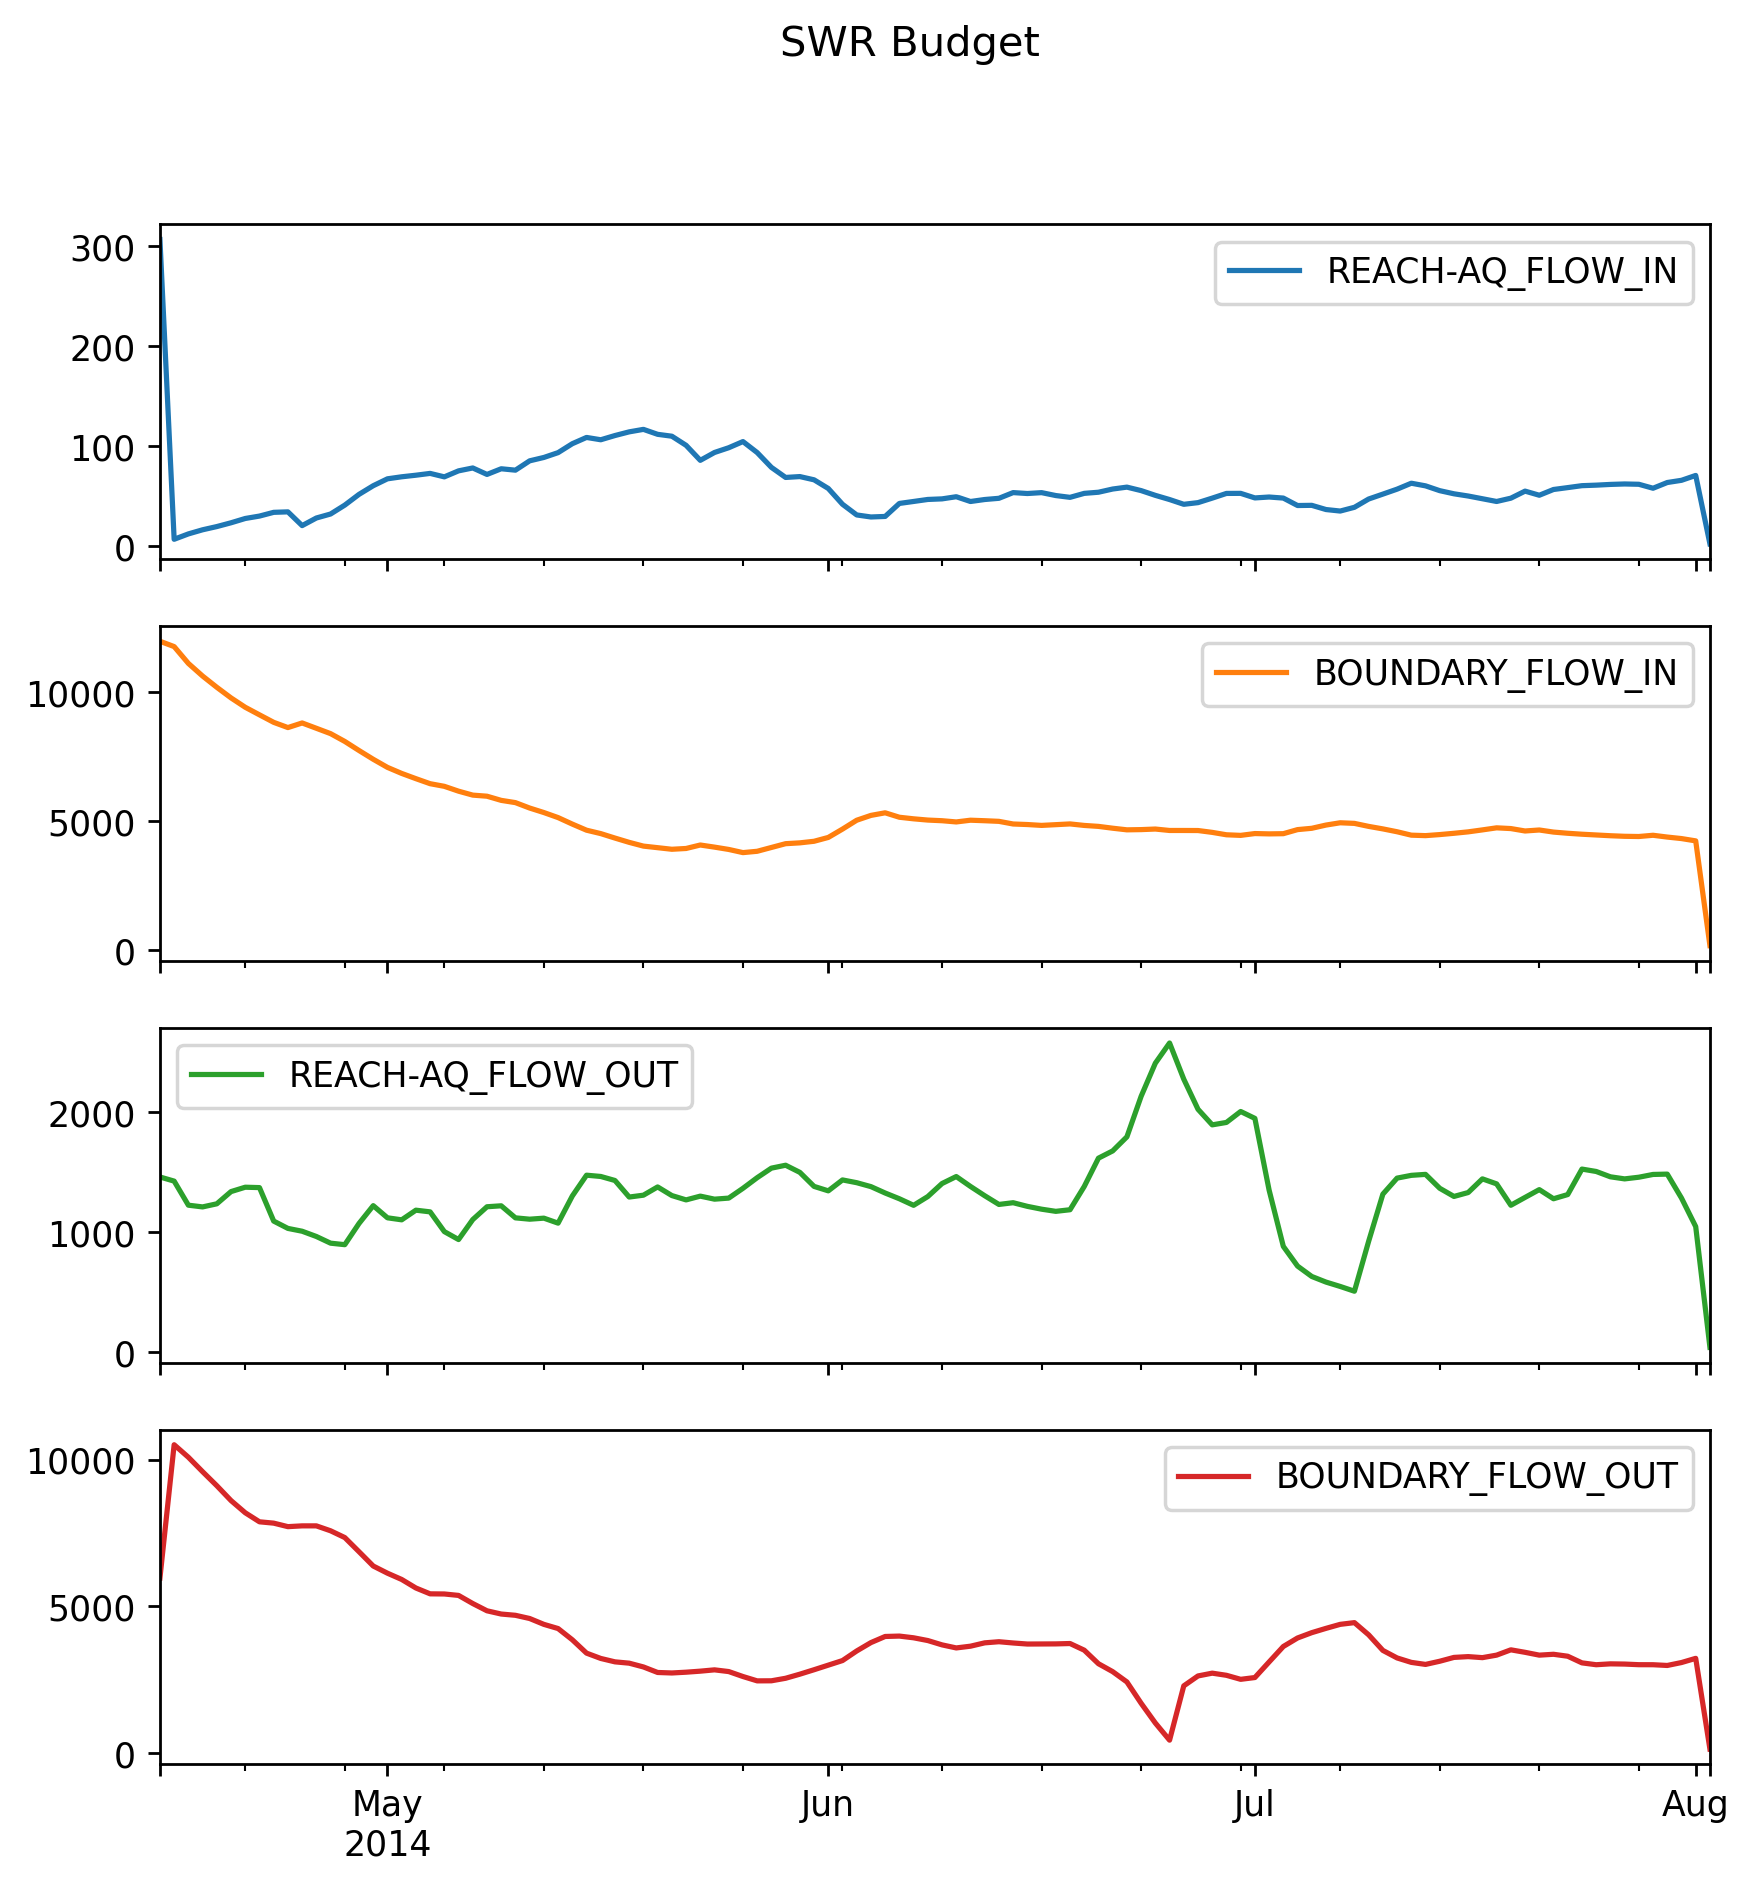 SWR Budget
300
200
100
0
REACH-AQ_FLOW_IN
10000
5000
0
BOUNDARY_FLOW_IN
2000
1000
0
REACH-AQ_FLOW_OUT
10000
5000
0
BOUNDARY_FLOW_OUT
May
2014
Jun
Jul
Aug